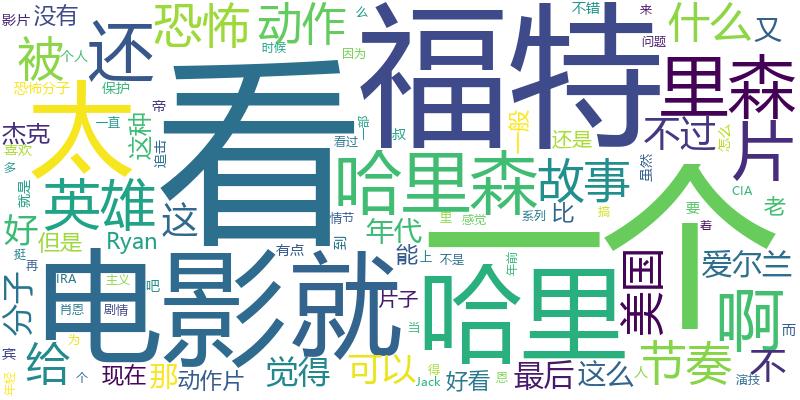 影片
没有
还
恐怖
动作
么
福特
不错
来
什么
又
被
个人
时候
因为
问题
里森
恐怖分子
保护
太
看
帝
一直
杰克
这种
追击
喜欢
多
就是
看过
叔
一般
还是
虽然
怎么
不过
片
英雄
哈里森
故事
一个
CIA
好
这
情节
年代
里
感觉
系列
比
搞
要
着
老
但是
Ryan
有点
到
能
上
不是
年前
美国
爱尔兰
挺
再
IRA
主义
吧
电影
就
片子
哈里
啊
分子
肖恩
剧情
当
而
宾
给
为
年轻
个
现在
那
动作片
觉得
可以
得
Jack
好看
恩
最后
这么
人
节奏
演技
不